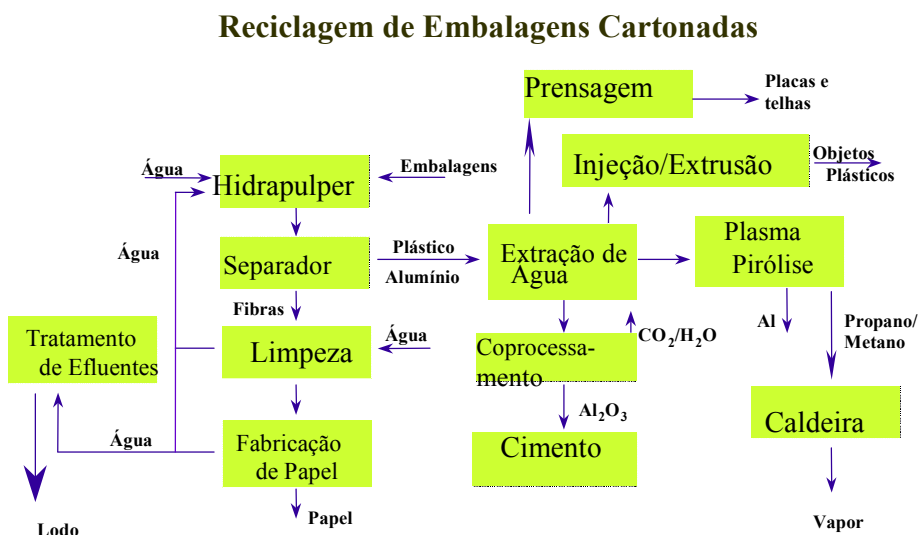 Reciclagem de Embalagens Cartonadas
Prensagem
Placas e
telhas
Injeção/Extrusão
Objetos
Plásticos
Água
Hidrapulper
Embalagens
Água
Separador
Plástico
Alumínio
Extração de
Água
Plasma
Pirólise
Fibras
Al
Propano/
Metano
Tratamento
de Efluentes
Limpeza
Água
Coprocessa-
mento
CO₂/H₂O
Al₂O₃
Caldeira
Água
Fabricação
de Papel
Cimento
Lodo
Papel
Vapor